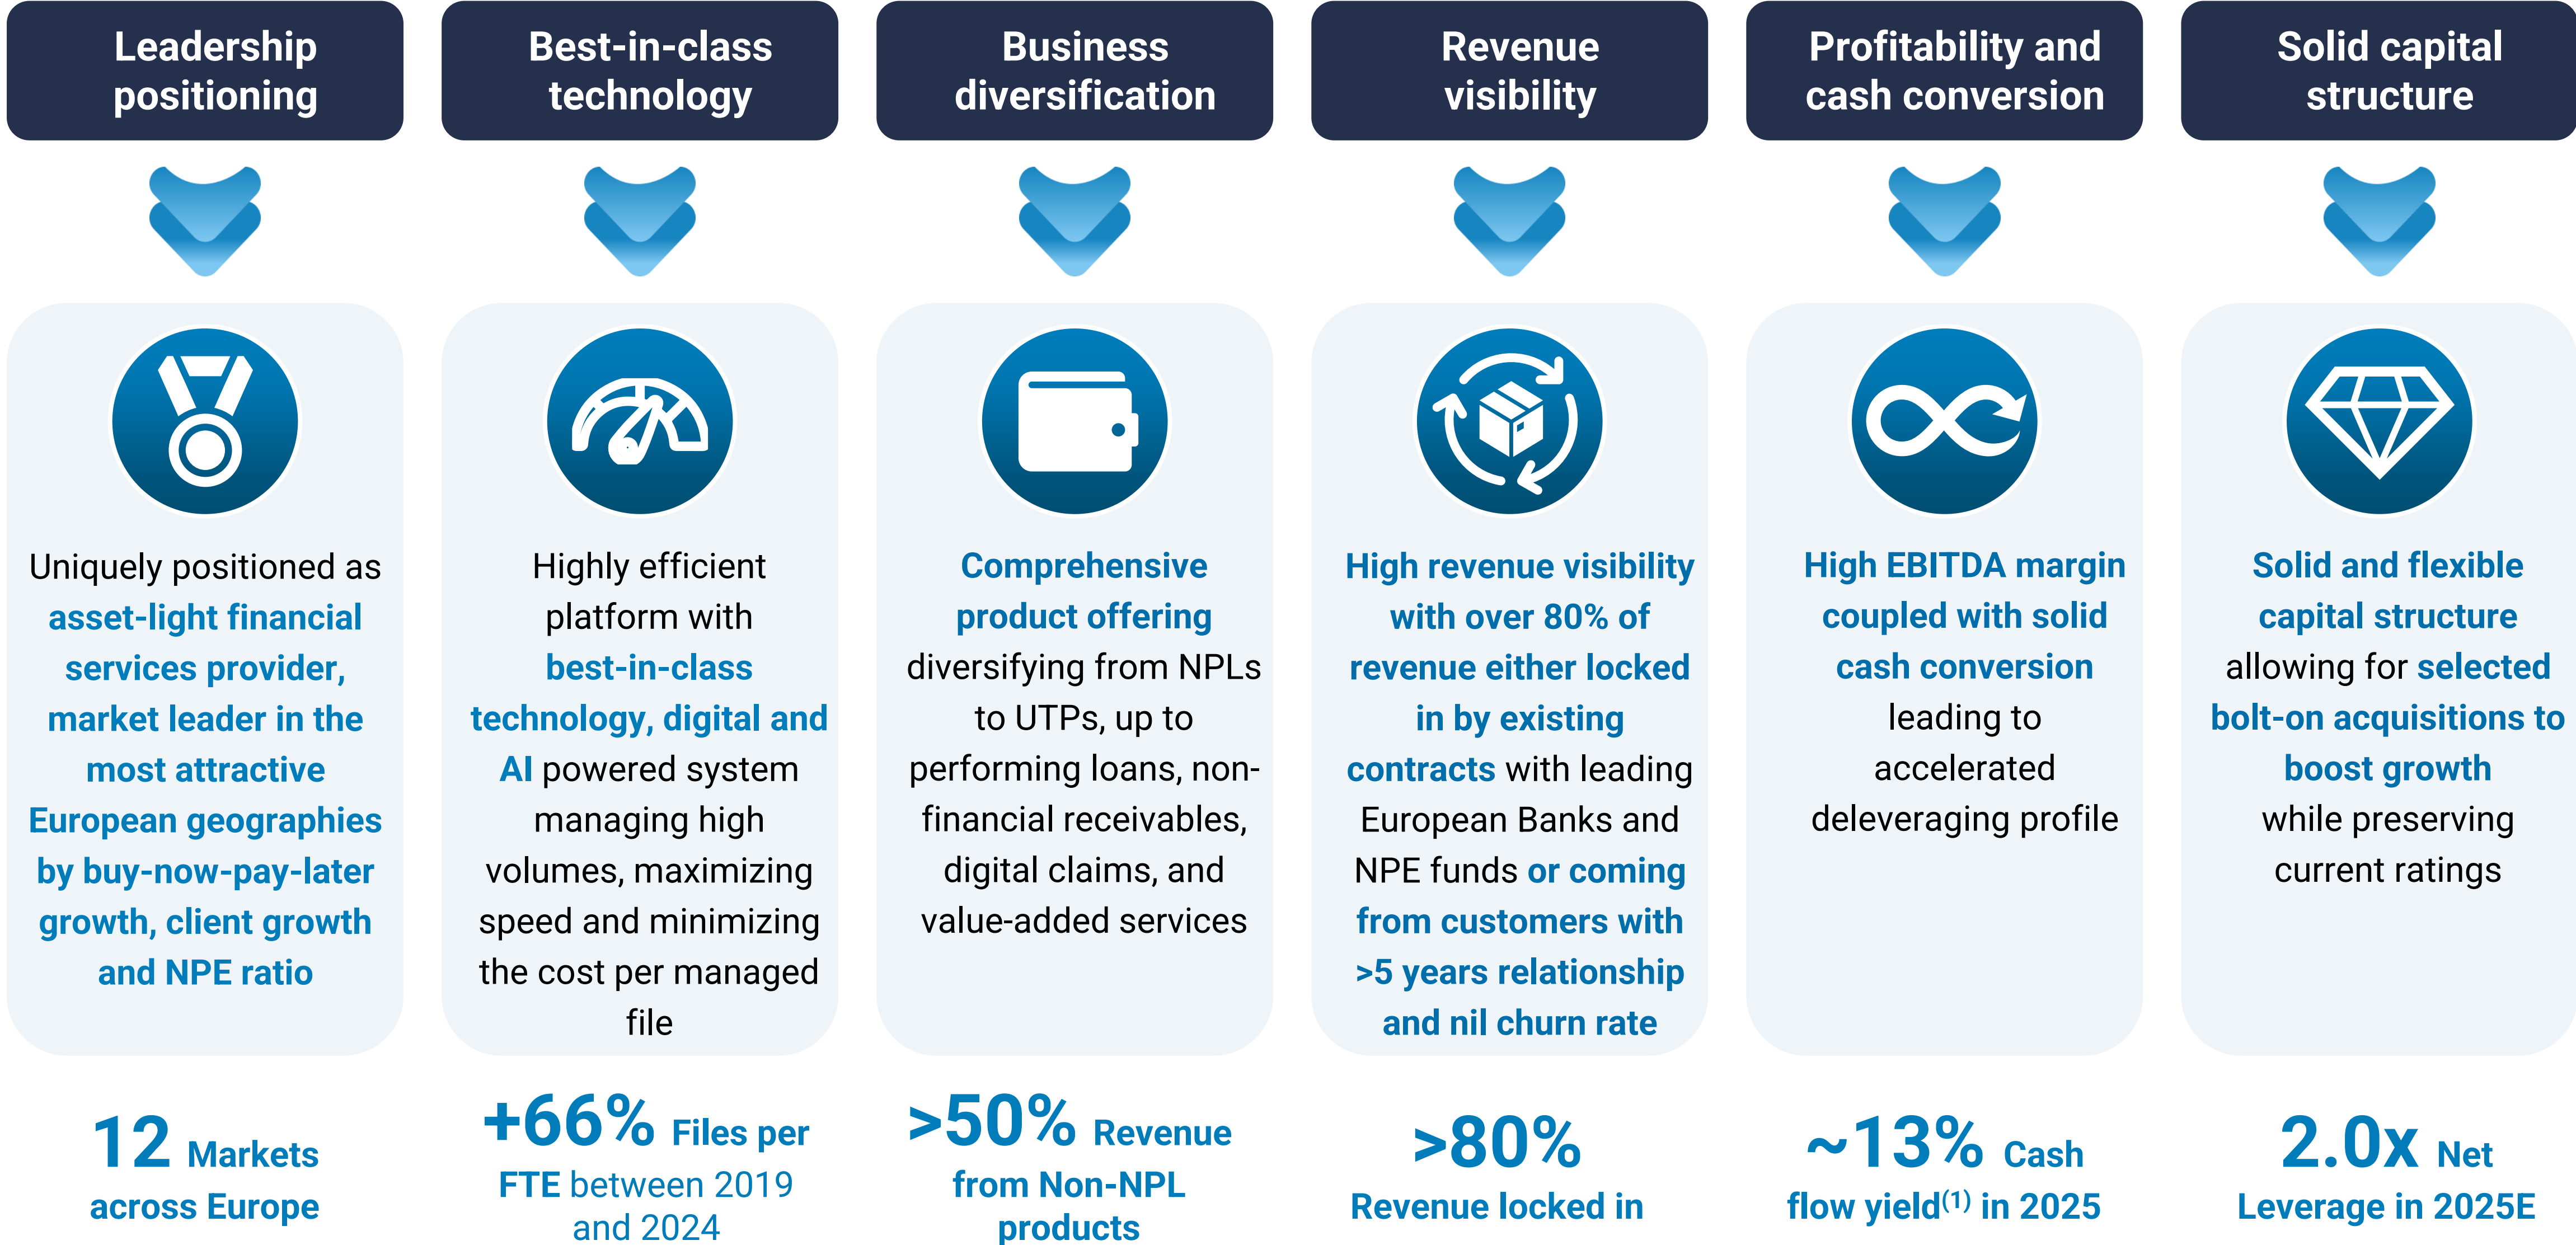 Leadership
positioning
Uniquely positioned as
asset-light financial
services provider,
market leader in the
most attractive
European geographies
by buy-now-pay-later
growth, client growth
and NPE ratio
12 Markets
across Europe
Best-in-class
technology
Highly efficient
platform with
best-in-class
technology, digital and
AI powered system
managing high
volumes, maximizing
speed and minimizing
the cost per managed
file
+66% Files per
FTE between 2019
and 2024
Business
diversification
Comprehensive
product offering
diversifying from NPLs
to UTPs, up to
performing loans, non-
financial receivables,
digital claims, and
value-added services
>50% Revenue
from Non-NPL
products
Revenue
visibility
High revenue visibility
with over 80% of
revenue either locked
in by existing
contracts with leading
European Banks and
NPE funds or coming
from customers with
>5 years relationship
and nil churn rate
>80%
Revenue locked in
Profitability and
cash conversion
High EBITDA margin
coupled with solid
cash conversion
leading to
accelerated
deleveraging profile
~13% Cash
flow yield(1) in 2025
Solid capital
structure
Solid and flexible
capital structure
allowing for selected
bolt-on acquisitions to
boost growth
while preserving
current ratings
2.0x Net
Leverage in 2025E